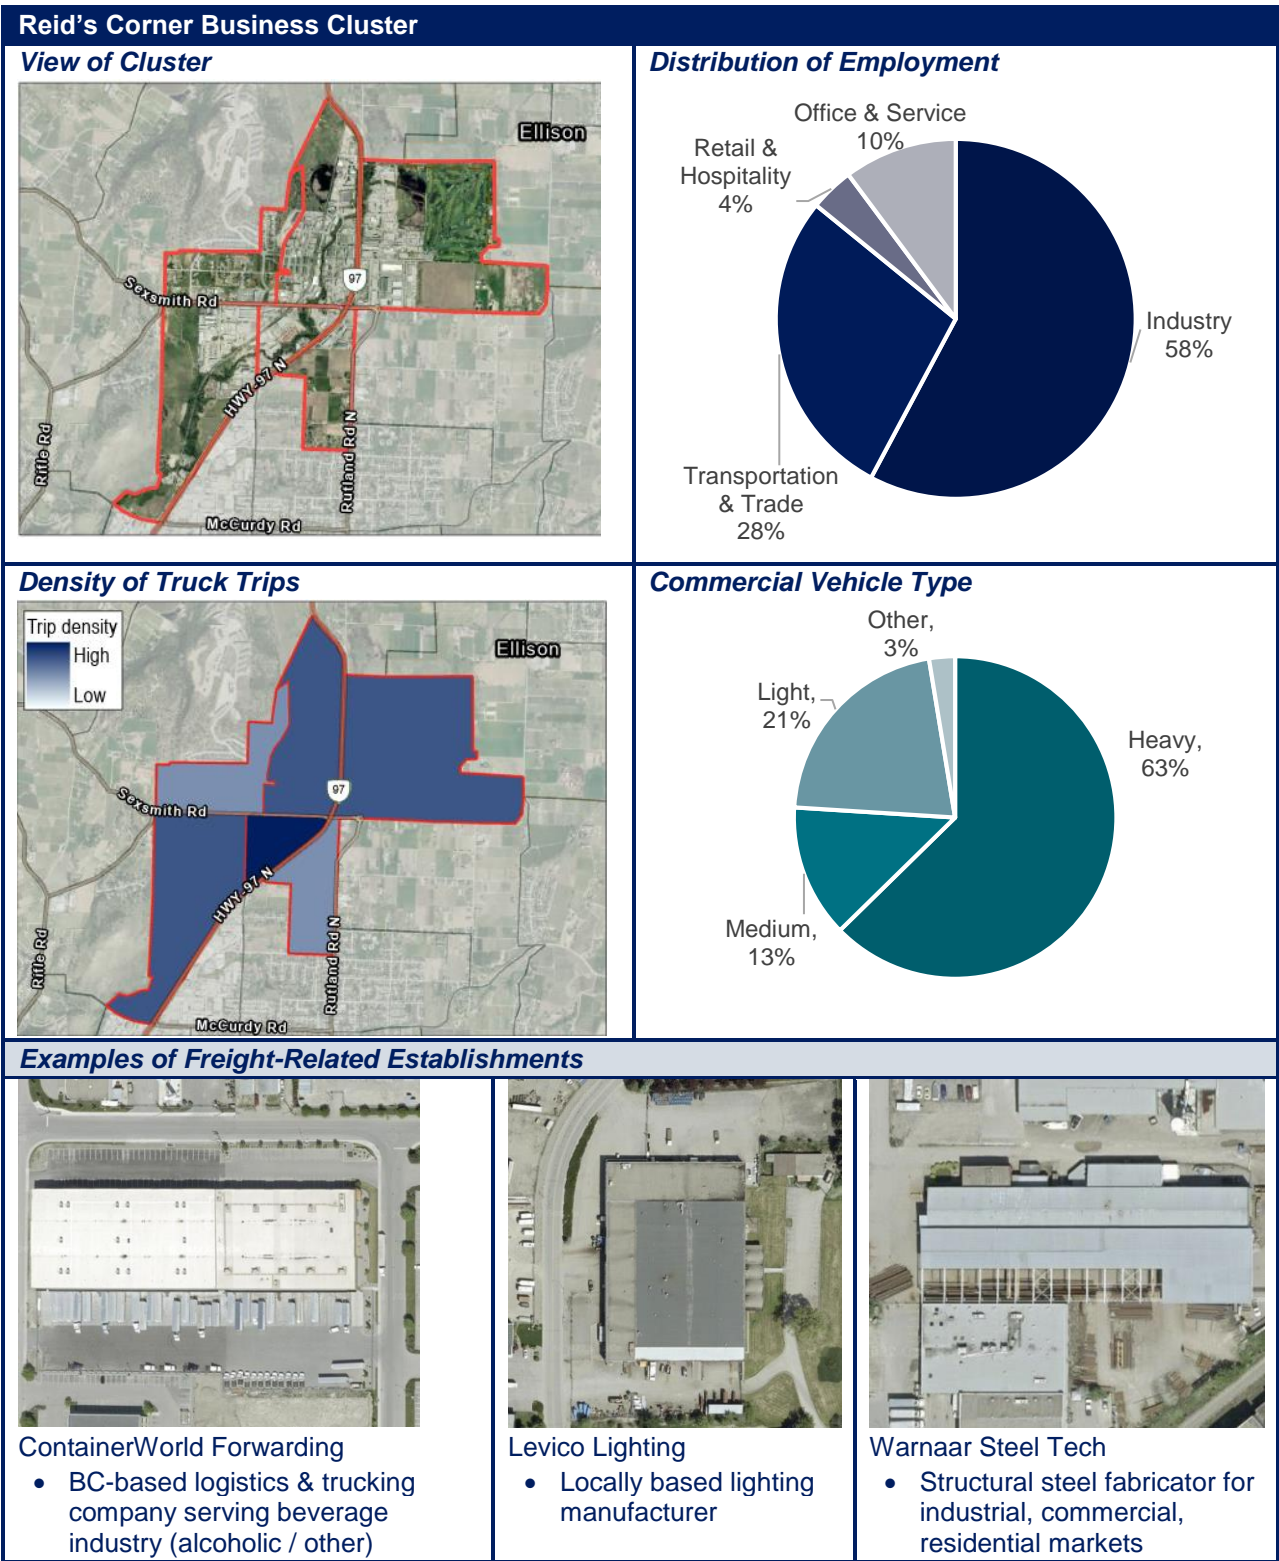 Reid's Corner Business Cluster
View of Cluster
Ellison
97
Sexsmith Rd
HWY-97 N
Rifle Rd
Rutland Rd N
McCurdy Rd
Distribution of Employment
Office & Service
10%
Retail &
Hospitality
4%
Industry
58%
Transportation
& Trade
28%
Density of Truck Trips
Trip density
High
Low
Ellison
97
Sexsmith Rd
HWY-97 N
Rifle Rd
Rutland Rd N
McCurdy Rd
Commercial Vehicle Type
Other,
3%
Light,
21%
Heavy,
63%
Medium,
13%
Examples of Freight-Related Establishments
ContainerWorld Forwarding
• BC-based logistics & trucking
company serving beverage
industry (alcoholic / other)
Levico Lighting
• Locally based lighting
manufacturer
Warnaar Steel Tech
• Structural steel fabricator for
industrial, commercial,
residential markets